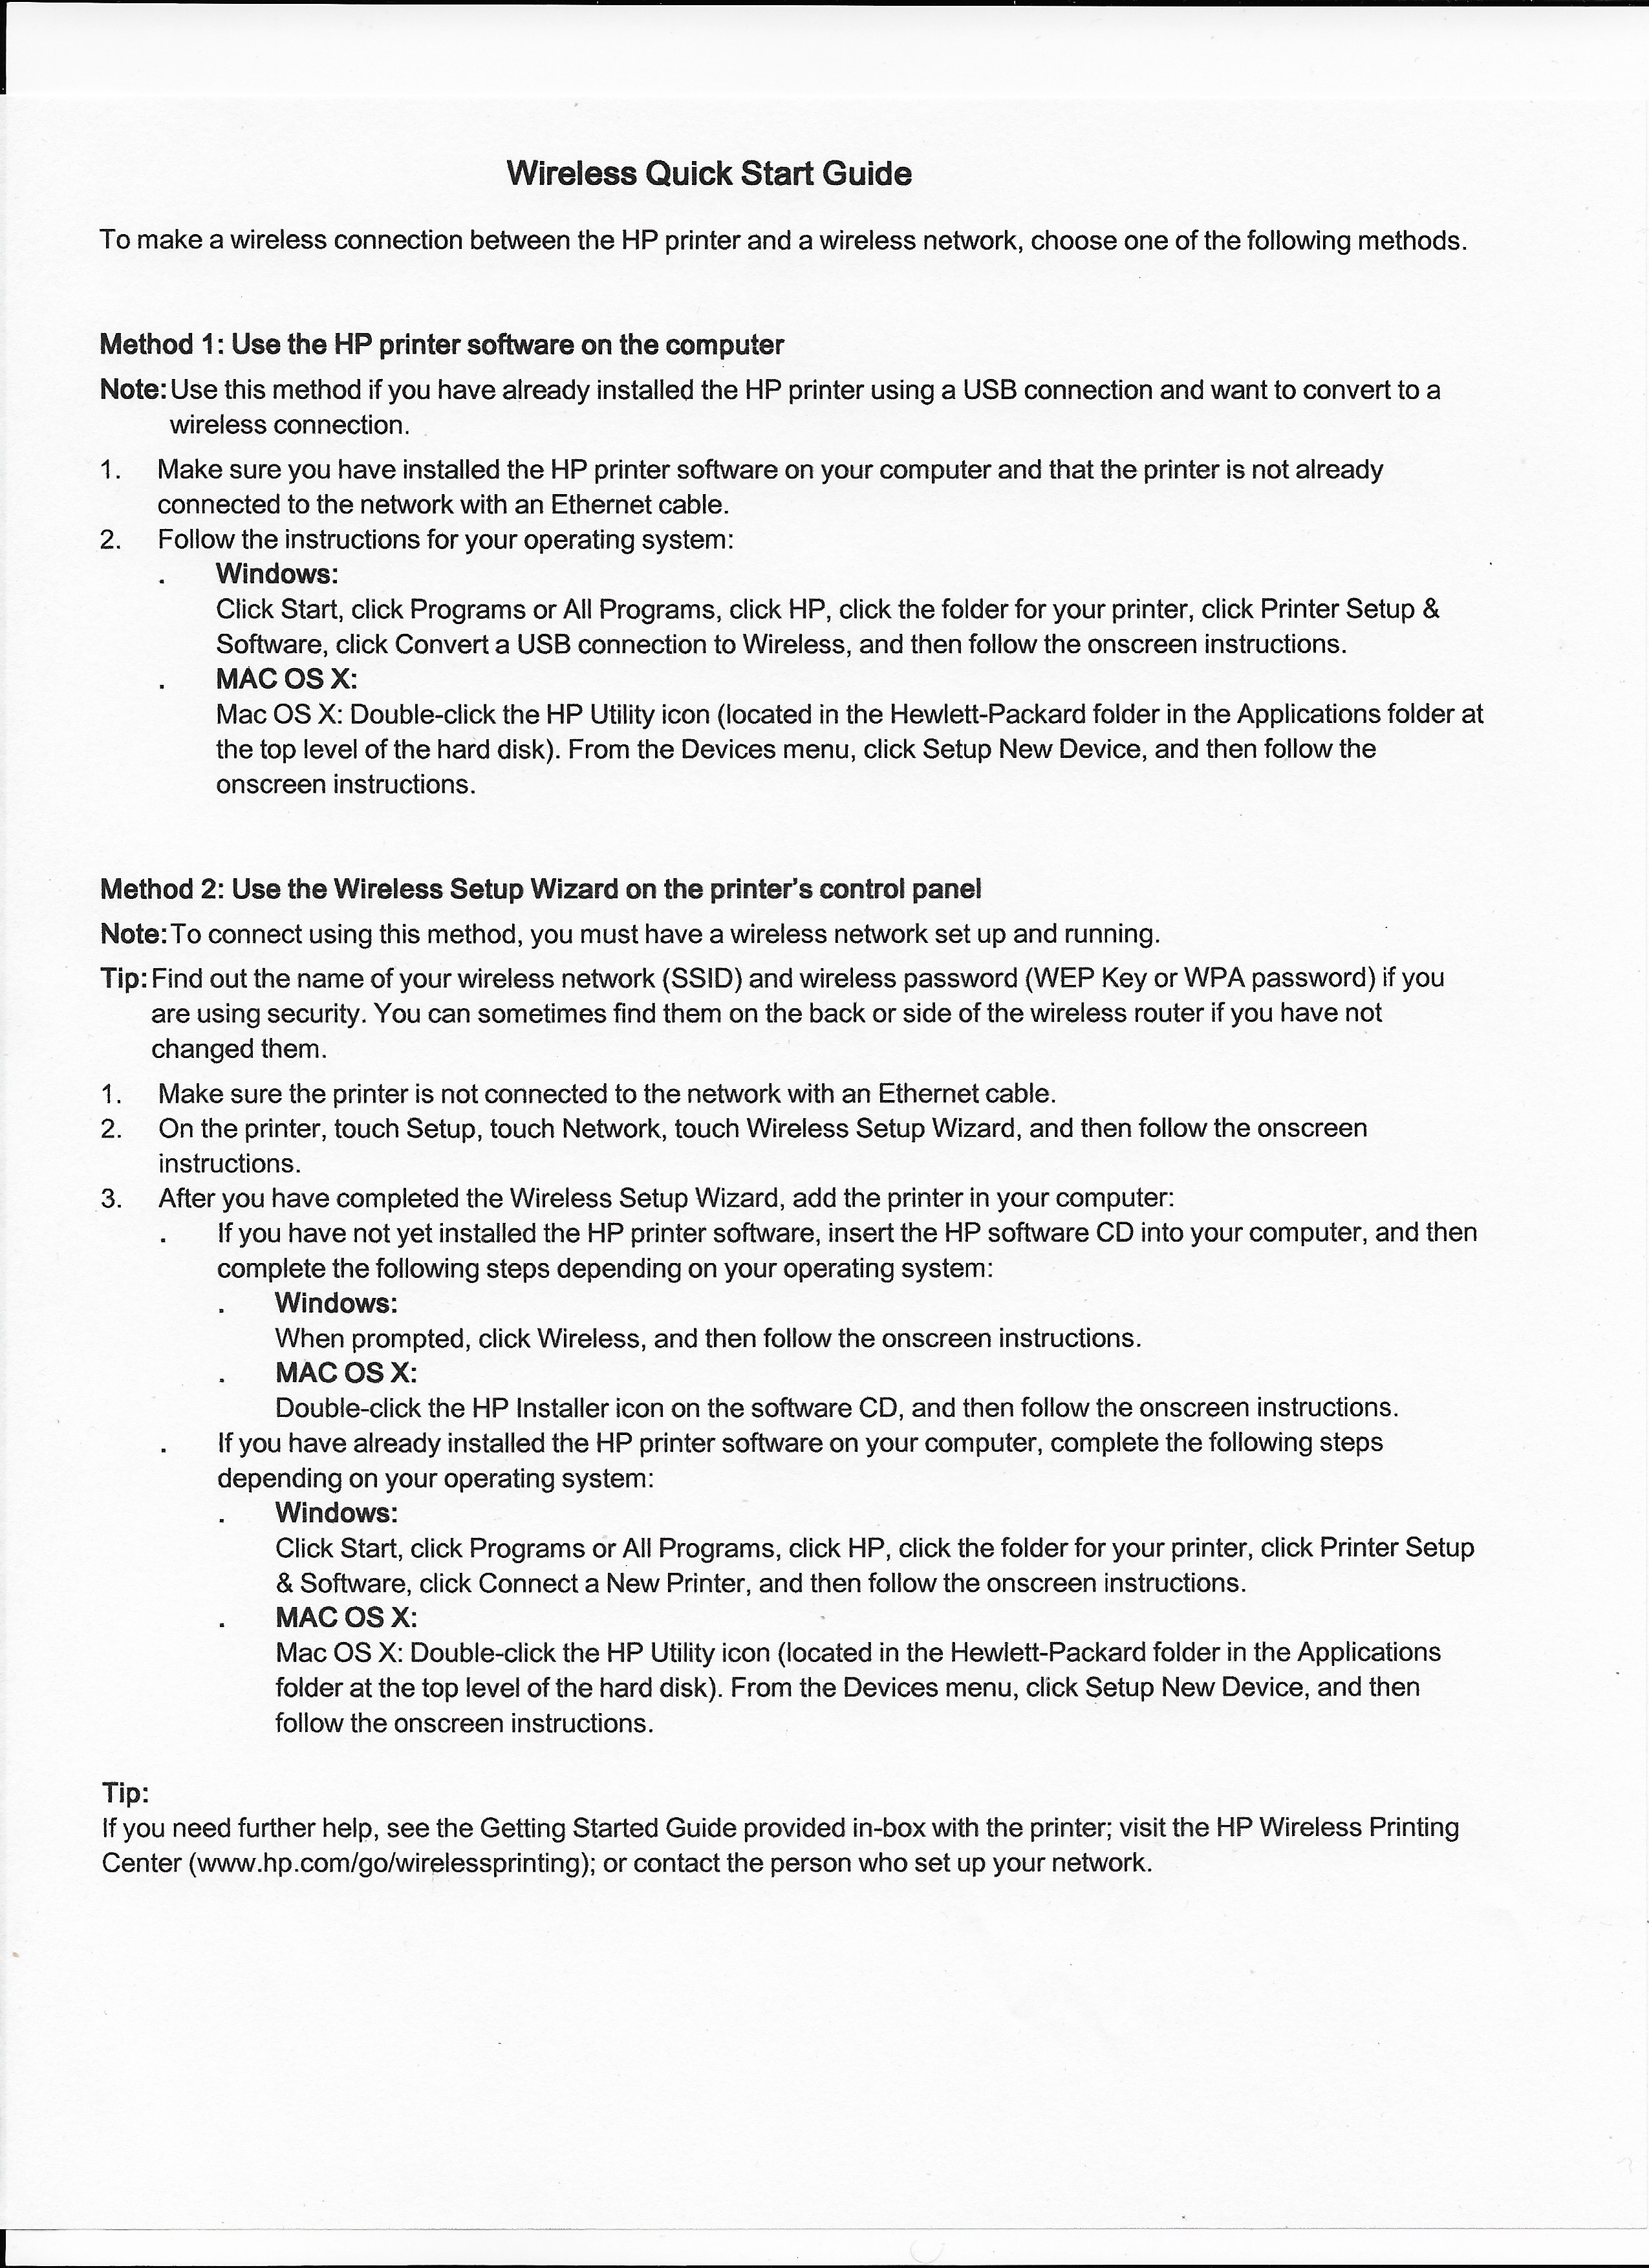 Wireless Quick Start Guide
To make a wireless connection between the HP printer and a wireless network, choose one of the following methods.
Method 1: Use the HP printer software on the computer
Note: Use this method if you have already installed the HP printer using a USB connection and want to convert to a
wireless connection.
1. Make sure you have installed the HP printer software on your computer and that the printer is not already
connected to the network with an Ethernet cable.
2. Follow the instructions for your operating system:
. Windows:
Click Start, click Programs or All Programs, click HP, click the folder for your printer, click Printer Setup &
Software, click Convert a USB connection to Wireless, and then follow the onscreen instructions.
. MAC OS X:
Mac OS X: Double-click the HP Utility icon (located in the Hewlett-Packard folder in the Applications folder at
the top level of the hard disk). From the Devices menu, click Setup New Device, and then follow the
onscreen instructions.
Method 2: Use the Wireless Setup Wizard on the printer's control panel
Note: To connect using this method, you must have a wireless network set up and running.
Tip: Find out the name of your wireless network (SSID) and wireless password (WEP Key or WPA password) if you
are using security. You can sometimes find them on the back or side of the wireless router if you have not
changed them.
1. Make sure the printer is not connected to the network with an Ethernet cable.
2. On the printer, touch Setup, touch Network, touch Wireless Setup Wizard, and then follow the onscreen
instructions.
3. After you have completed the Wireless Setup Wizard, add the printer in your computer:
. If you have not yet installed the HP printer software, insert the HP software CD into your computer, and then
complete the following steps depending on your operating system:
. Windows:
When prompted, click Wireless, and then follow the onscreen instructions.
. MAC OS X:
Double-click the HP Installer icon on the software CD, and then follow the onscreen instructions.
. If you have already installed the HP printer software on your computer, complete the following steps
depending on your operating system:
. Windows:
Click Start, click Programs or All Programs, click HP, click the folder for your printer, click Printer Setup
& Software, click Connect a New Printer, and then follow the onscreen instructions.
. MAC OS X:
Mac OS X: Double-click the HP Utility icon (located in the Hewlett-Packard folder in the Applications
folder at the top level of the hard disk). From the Devices menu, click Setup New Device, and then
follow the onscreen instructions.
Tip:
If you need further help, see the Getting Started Guide provided in-box with the printer; visit the HP Wireless Printing
Center (www.hp.com/go/wirelessprinting); or contact the person who set up your network.